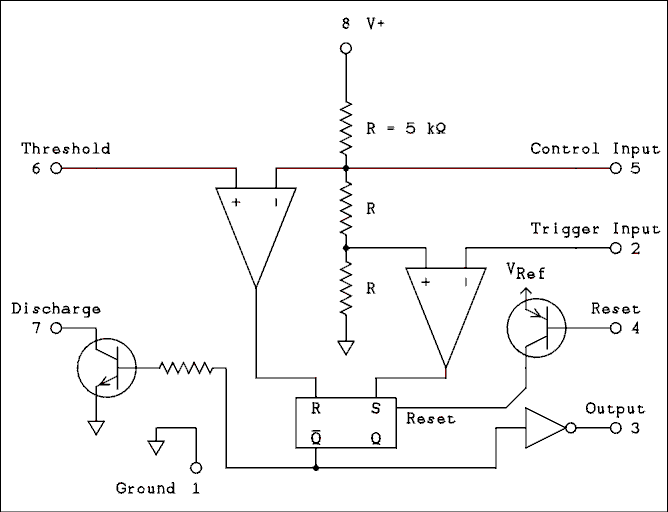 8 V+
R = 5 kΩ
Threshold
6
Control Input
5
+ −
R
Trigger Input
2
+ −
R
VRef
Discharge
7
Reset
4
R S
Reset
Q̅ Q
Output
3
Ground 1